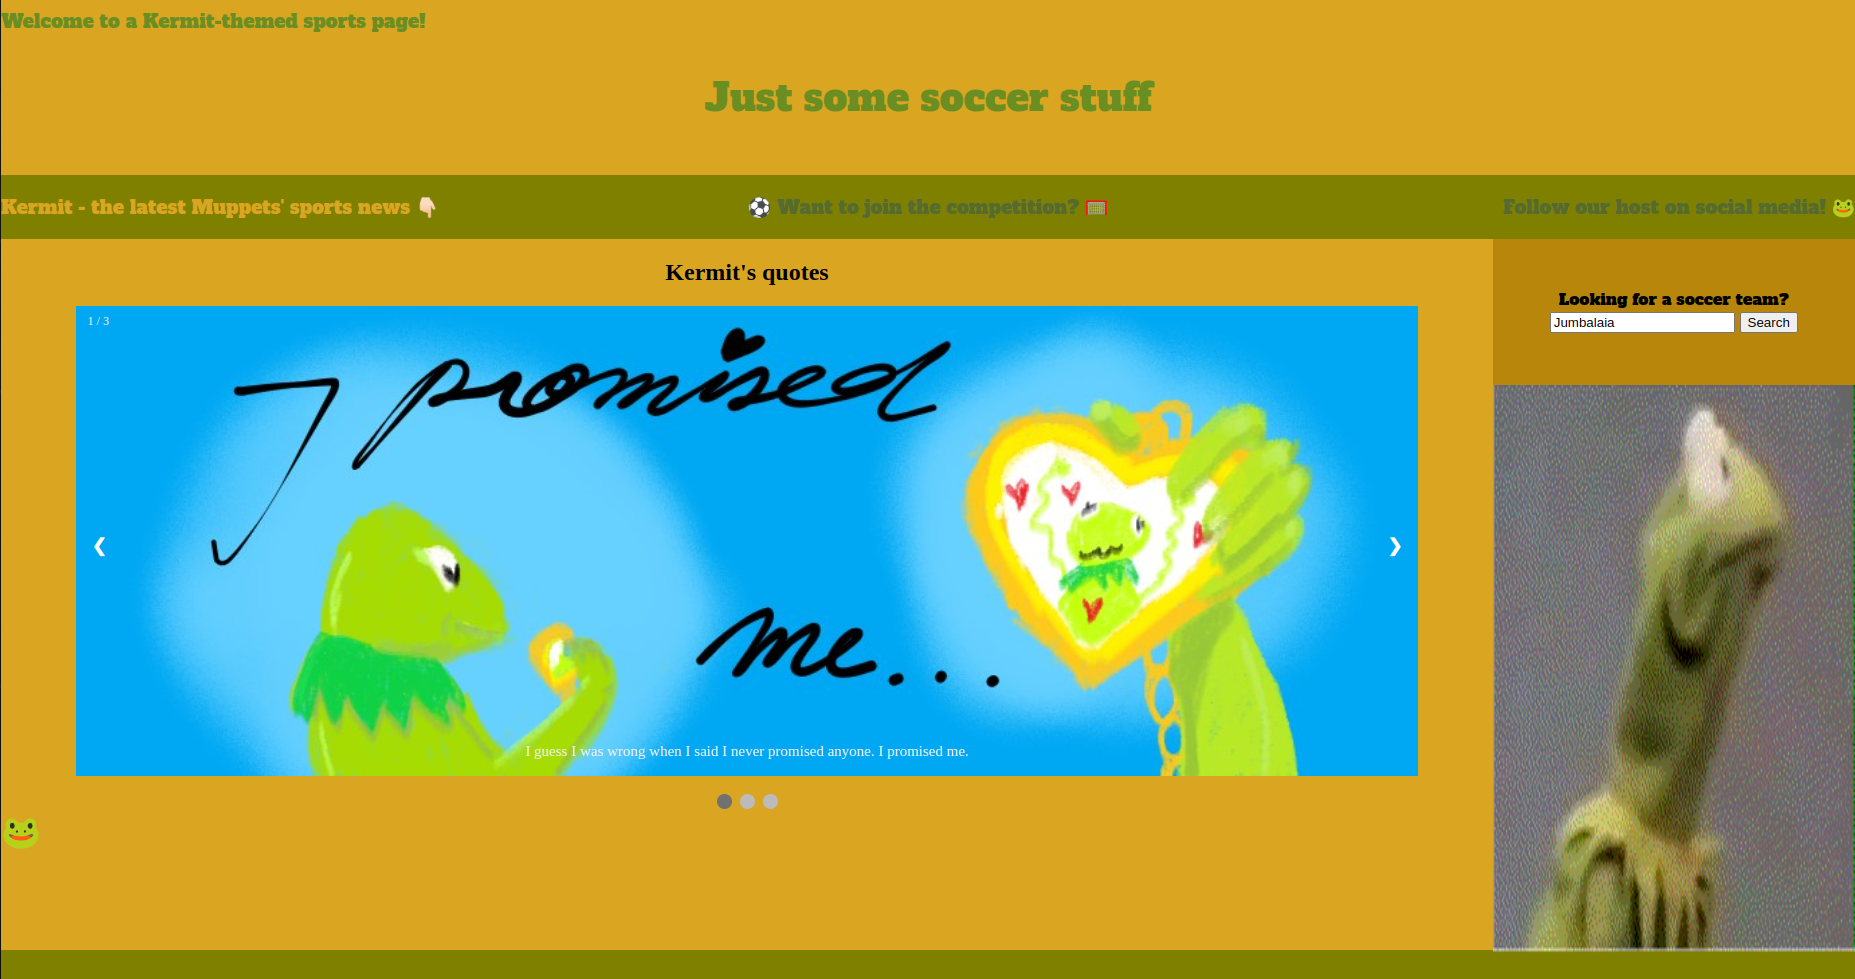 Welcome to a Kermit-themed sports page!
Just some soccer stuff
Kermit - the latest Muppets' sports news 👇🏻
⚽ Want to join the competition? 🥅
Follow our host on social media! 🐸
Kermit's quotes
1 / 3
I promised
me...
I guess I was wrong when I said I never promised anyone. I promised me.
Looking for a soccer team?
Jumbalaia Search